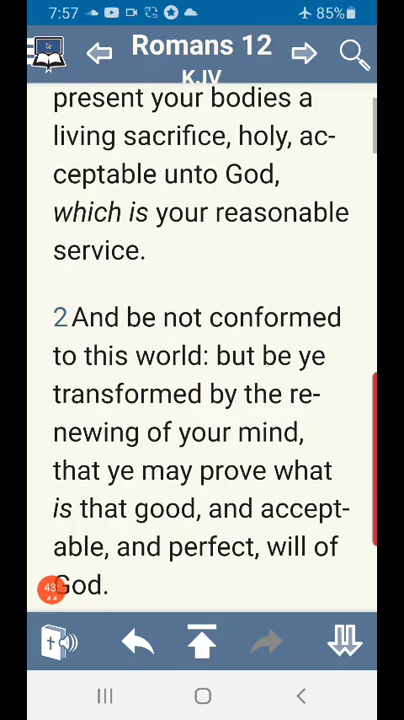 7:57 85%
Romans 12
KJV
present your bodies a
living sacrifice, holy, ac-
ceptable unto God,
which is your reasonable
service.
2 And be not conformed
to this world: but be ye
transformed by the re-
newing of your mind,
that ye may prove what
is that good, and accept-
able, and perfect, will of
God.